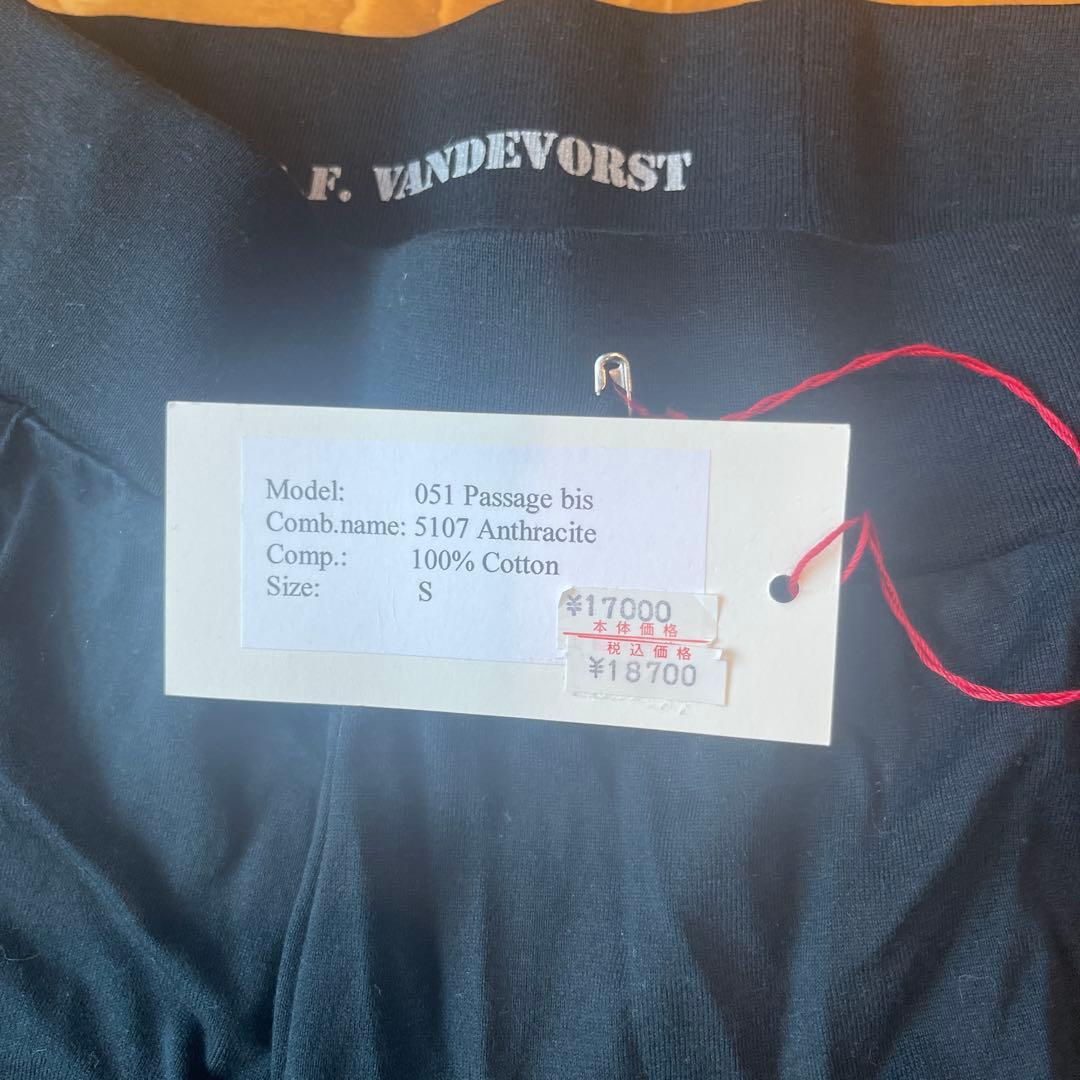 F. VANDEVORST
Model: 051 Passage bis
Comb.name: 5107 Anthracite
Comp.: 100% Cotton
Size: S
¥17000
本体価格
税込価格
¥18700